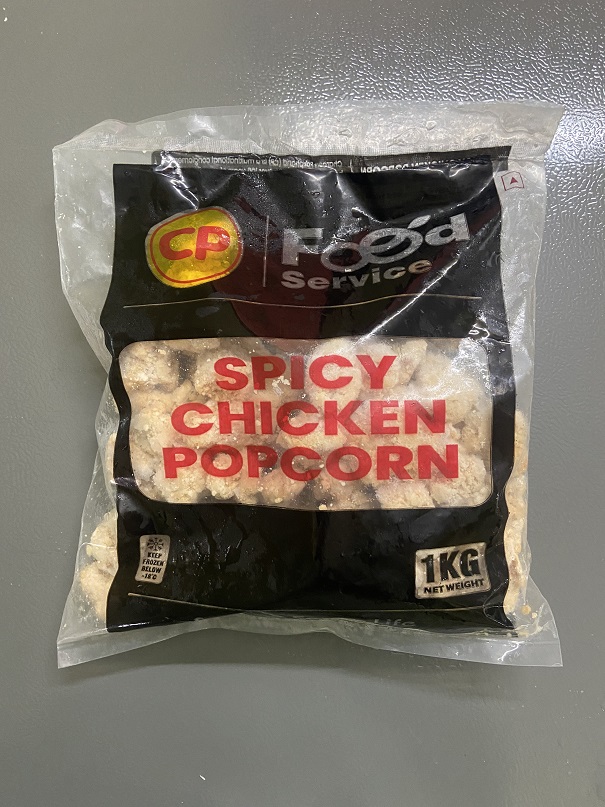 CP
Food
Service
SPICY
CHICKEN
POPCORN
KEEP
FROZEN
BELOW
-18°C
1KG
NET WEIGHT